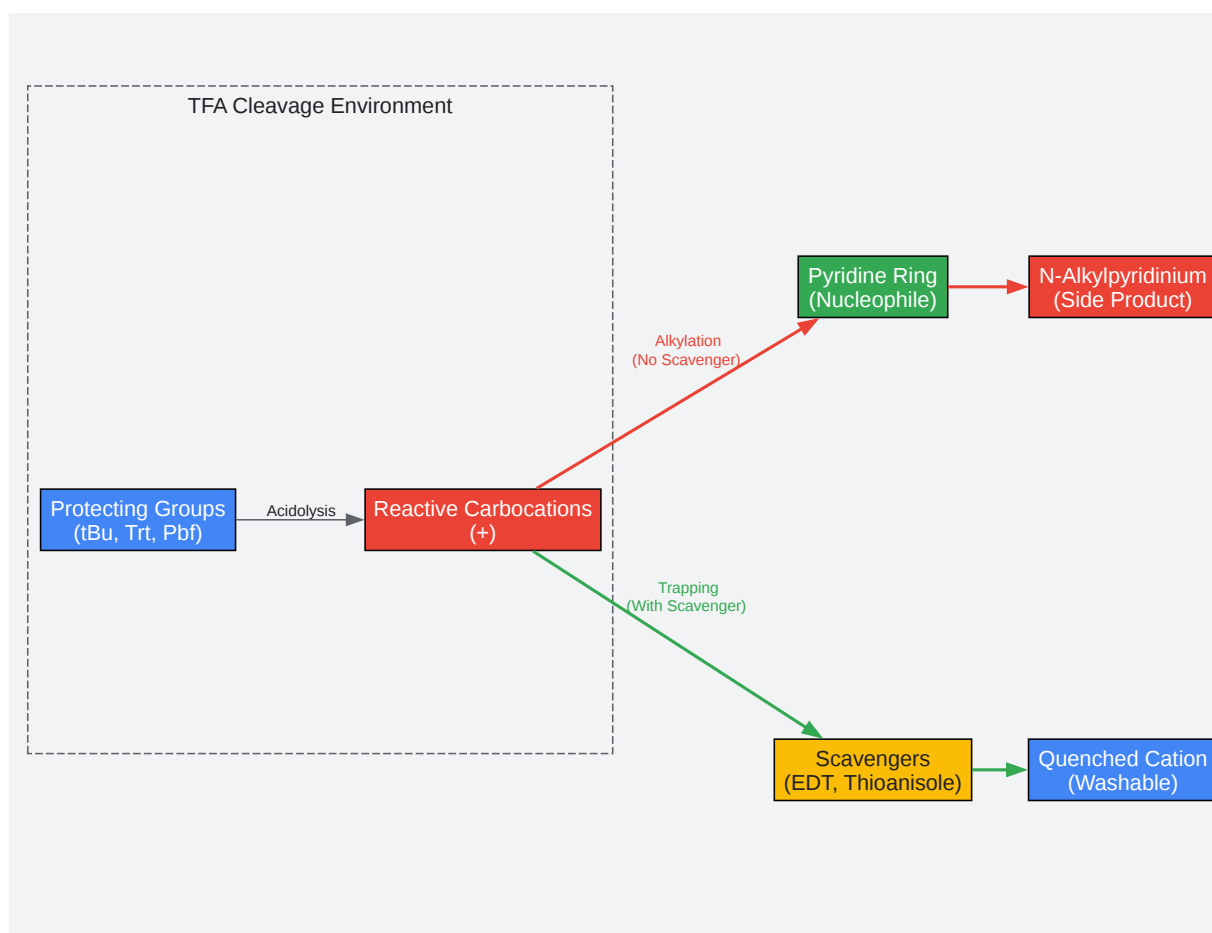 TFA Cleavage Environment
Pyridine Ring
(Nucleophile)
N-Alkylpyridinium
(Side Product)
Alkylation
(No Scavenger)
Protecting Groups
(tBu, Trt, Pbf)
Acidolysis
Reactive Carbocations
(+)
Trapping
(With Scavenger)
Scavengers
(EDT, Thioanisole)
Quenched Cation
(Washable)